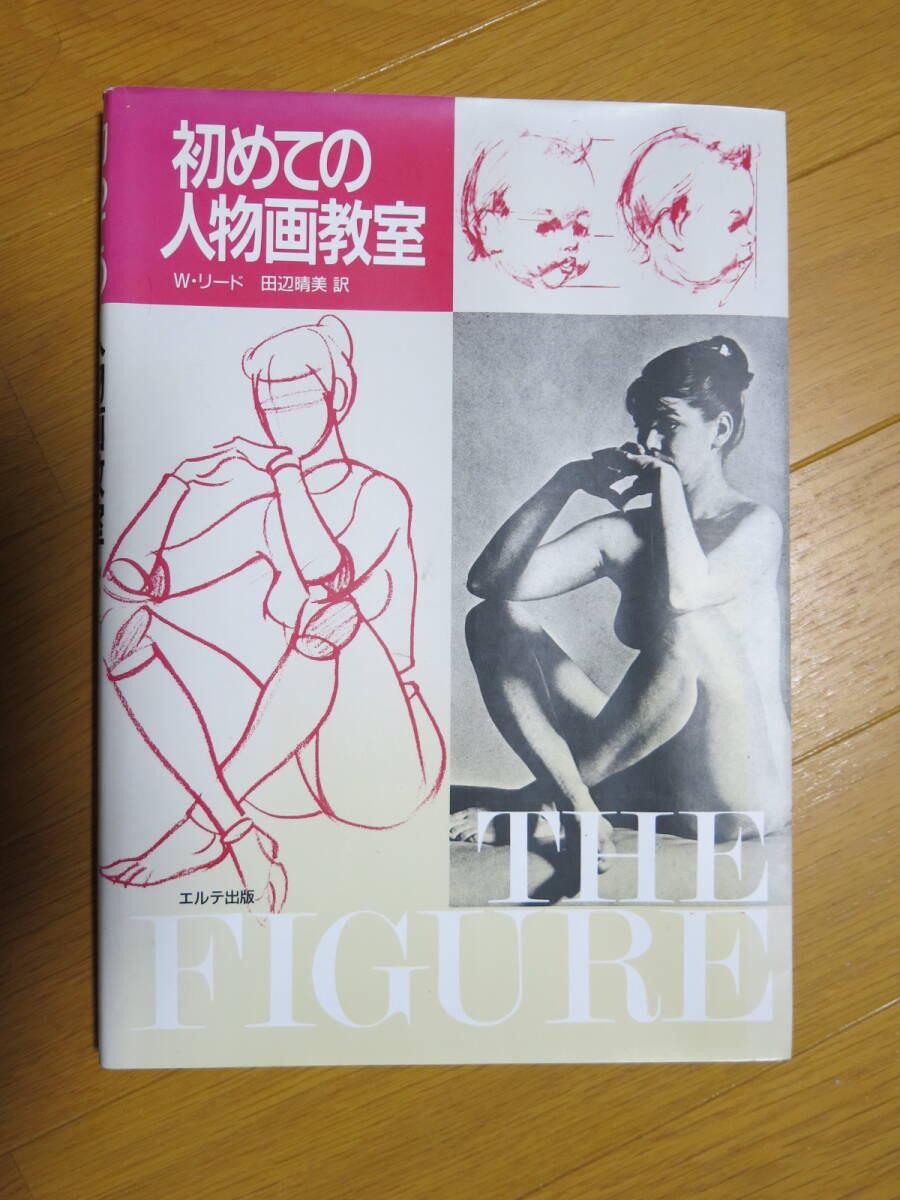 初めての
人物画教室
W・リード 田辺晴美 訳
エルテ出版
THE
FIGURE